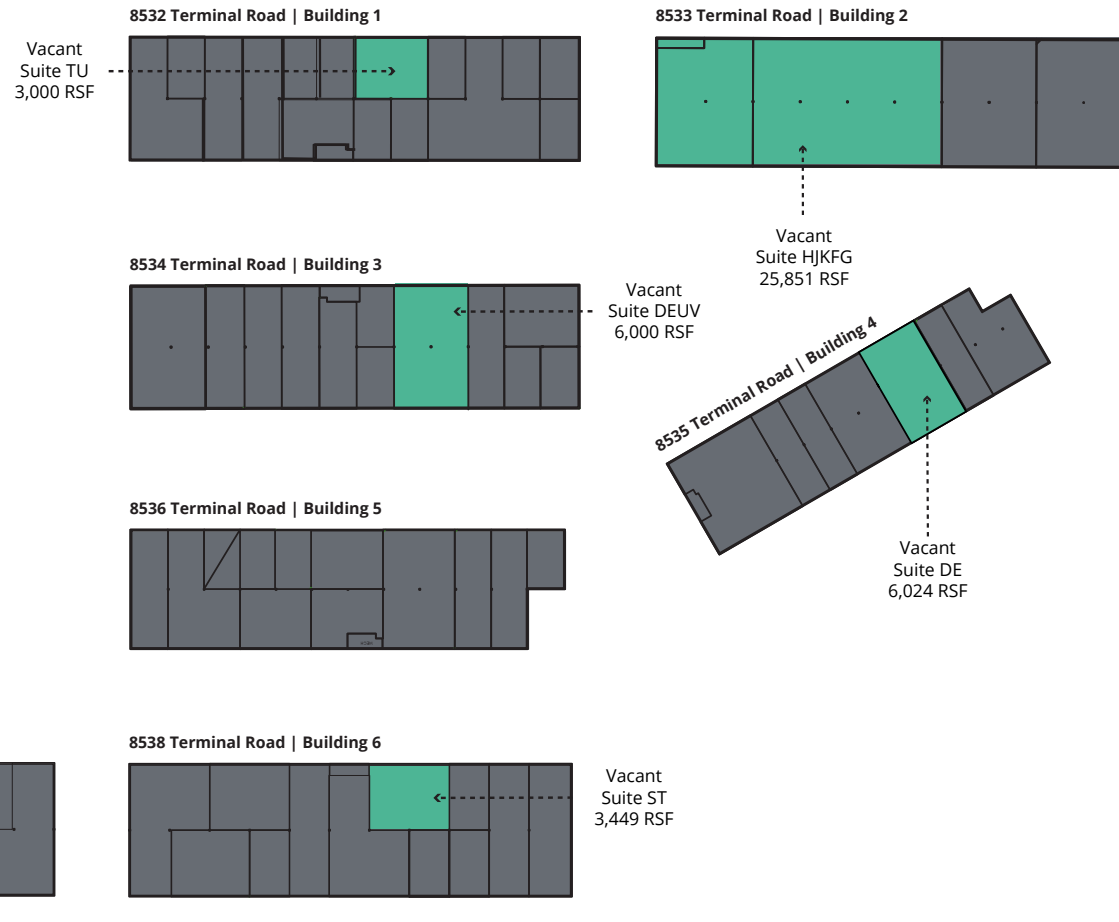 8532 Terminal Road | Building 1
Vacant
Suite TU
3,000 RSF
8533 Terminal Road | Building 2
Vacant
Suite HJKFG
25,851 RSF
8534 Terminal Road | Building 3
Vacant
Suite DEUV
6,000 RSF
8535 Terminal Road | Building 4
Vacant
Suite DE
6,024 RSF
8536 Terminal Road | Building 5
8538 Terminal Road | Building 6
Vacant
Suite ST
3,449 RSF